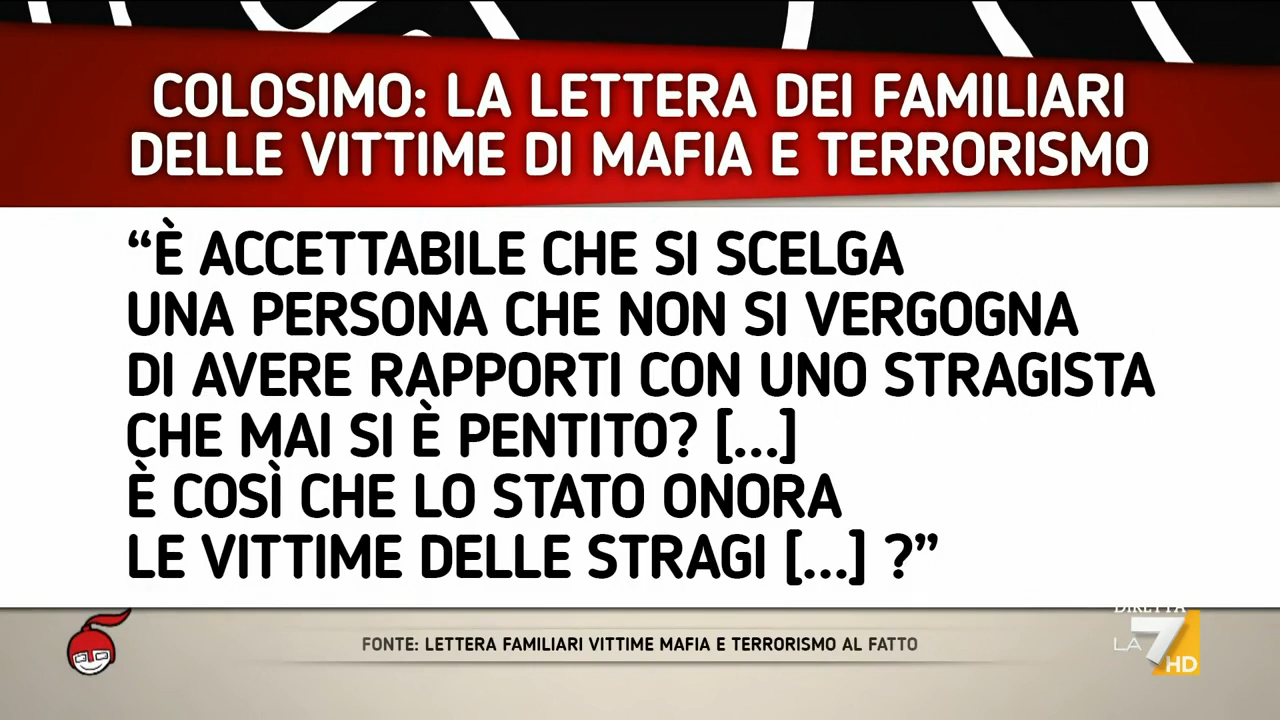 COLOSIMO: LA LETTERA DEI FAMILIARI
DELLE VITTIME DI MAFIA E TERRORISMO
“È ACCETTABILE CHE SI SCELGA
UNA PERSONA CHE NON SI VERGOGNA
DI AVERE RAPPORTI CON UNO STRAGISTA
CHE MAI SI È PENTITO? [...]
È COSÌ CHE LO STATO ONORA
LE VITTIME DELLE STRAGI [...] ?”
FONTE: LETTERA FAMILIARI VITTIME MAFIA E TERRORISMO AL FATTO
DIRETTA
LA 7 HD